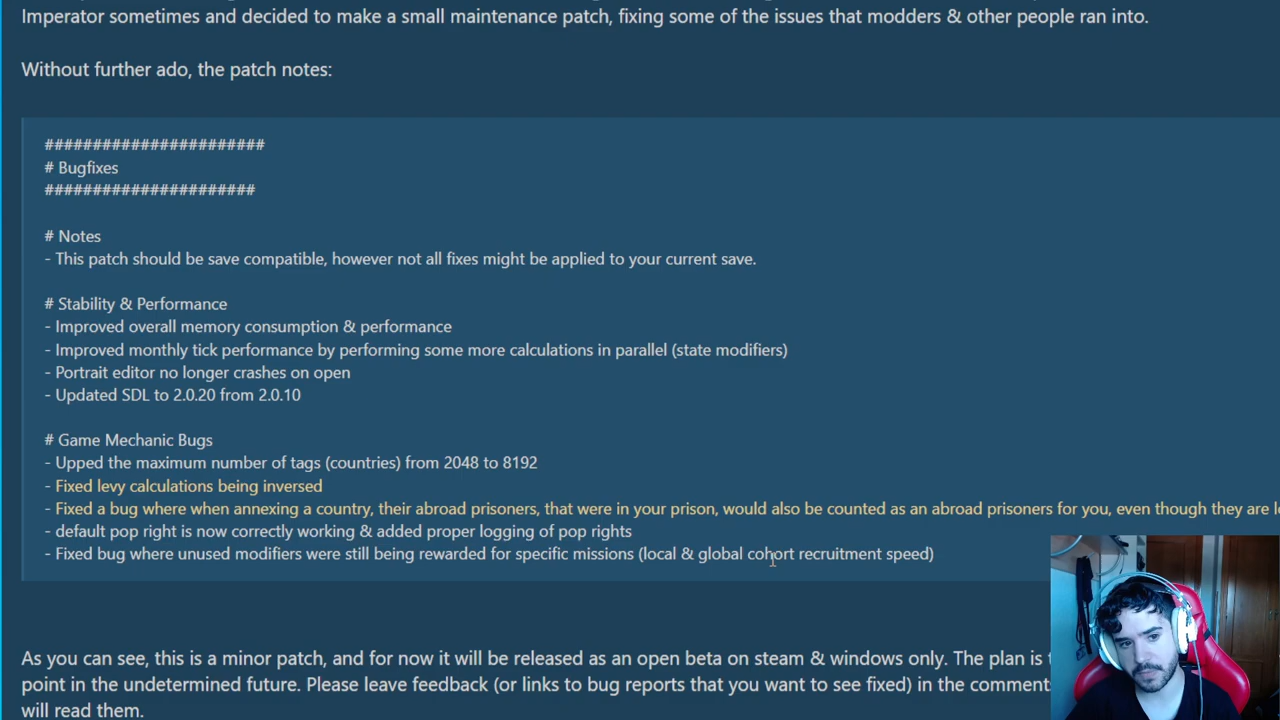 Imperator sometimes and decided to make a small maintenance patch, fixing some of the issues that modders & other people ran into.
Without further ado, the patch notes:
#######################
# Bugfixes
######################
# Notes
- This patch should be save compatible, however not all fixes might be applied to your current save.
# Stability & Performance
- Improved overall memory consumption & performance
- Improved monthly tick performance by performing some more calculations in parallel (state modifiers)
- Portrait editor no longer crashes on open
- Updated SDL to 2.0.20 from 2.0.10
# Game Mechanic Bugs
- Upped the maximum number of tags (countries) from 2048 to 8192
- Fixed levy calculations being inversed
- Fixed a bug where when annexing a country, their abroad prisoners, that were in your prison, would also be counted as an abroad prisoners for you, even though they are
- default pop right is now correctly working & added proper logging of pop rights
- Fixed bug where unused modifiers were still being rewarded for specific missions (local & global cohort recruitment speed)
As you can see, this is a minor patch, and for now it will be released as an open beta on steam & windows only. The plan is
point in the undetermined future. Please leave feedback (or links to bug reports that you want to see fixed) in the comments
will read them.